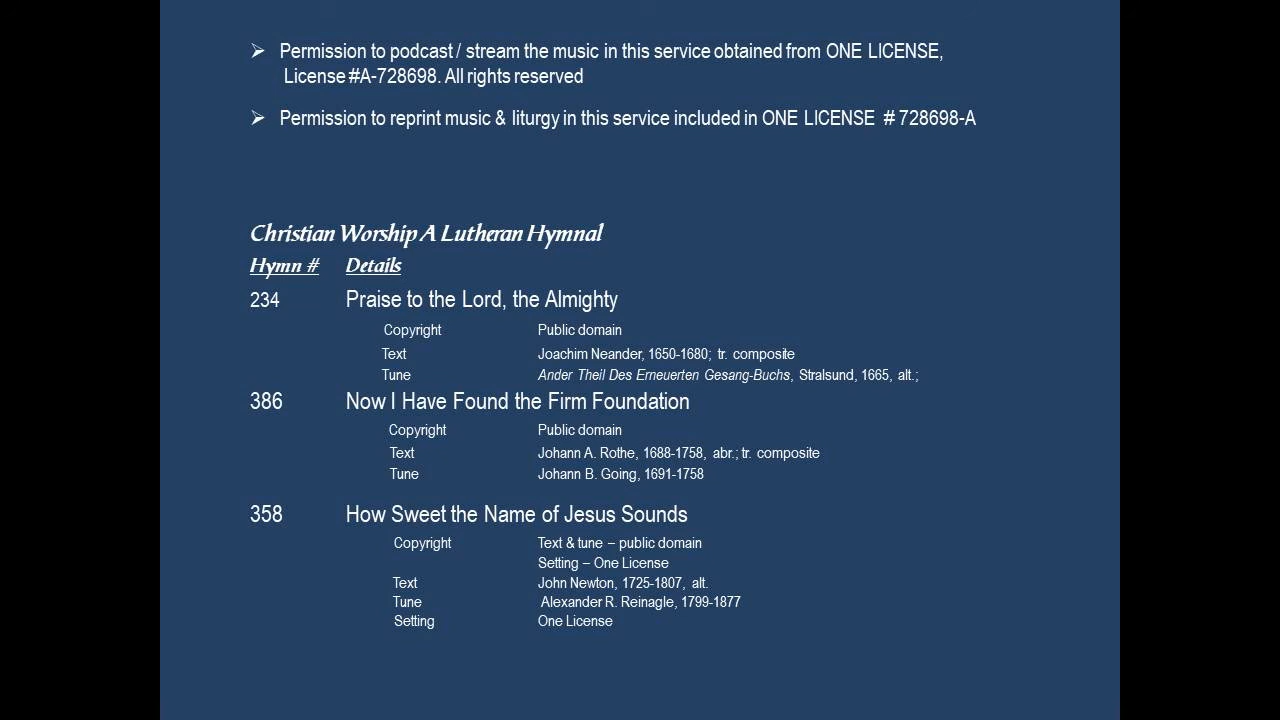 ➢ Permission to podcast / stream the music in this service obtained from ONE LICENSE,
License #A-728698. All rights reserved
➢ Permission to reprint music & liturgy in this service included in ONE LICENSE # 728698-A
Christian Worship A Lutheran Hymnal
Hymn # Details
234 Praise to the Lord, the Almighty
Copyright Public domain
Text Joachim Neander, 1650-1680; tr. composite
Tune Ander Theil Des Erneuerten Gesang-Buchs, Stralsund, 1665, alt.;
386 Now I Have Found the Firm Foundation
Copyright Public domain
Text Johann A. Rothe, 1688-1758, abr.; tr. composite
Tune Johann B. Going, 1691-1758
358 How Sweet the Name of Jesus Sounds
Copyright Text & tune – public domain
Setting – One License
Text John Newton, 1725-1807, alt.
Tune Alexander R. Reinagle, 1799-1877
Setting One License